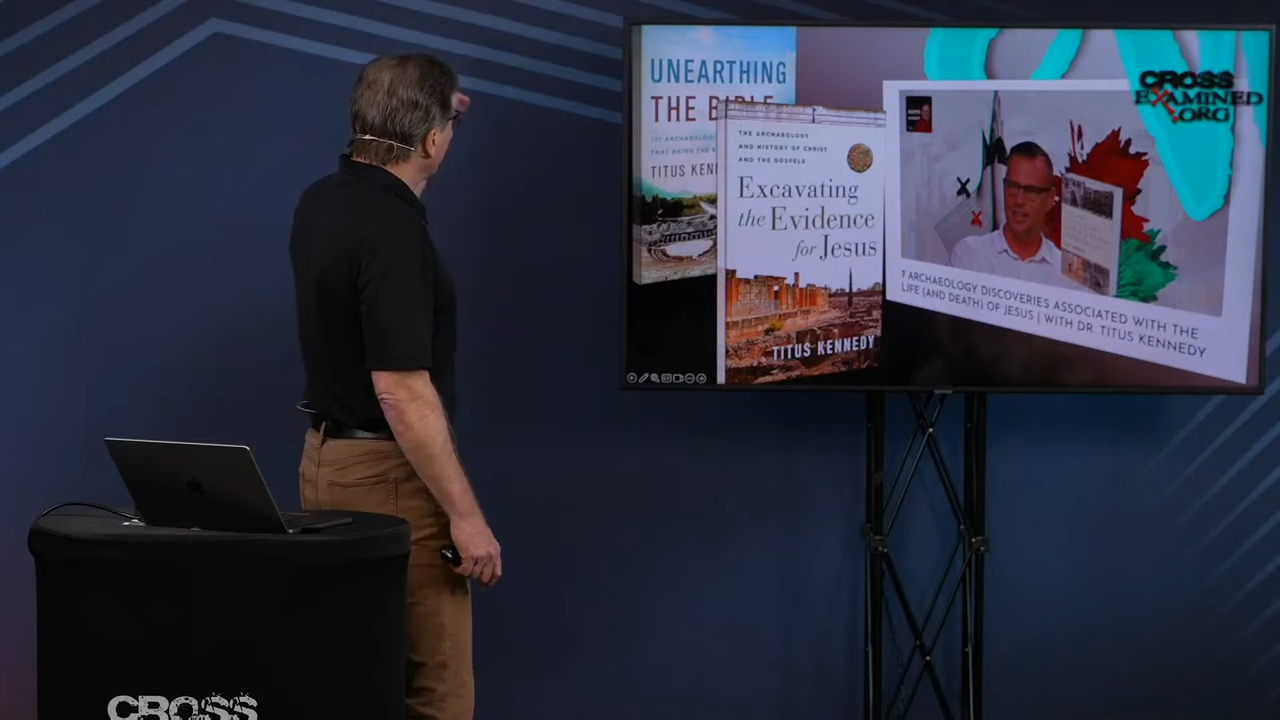 UNEARTHING
THE BIBLE
TITUS KEN
THE ARCHAEOLOGY
AND HISTORY OF CHRIST
AND THE GOSPELS
Excavating
the Evidence
for Jesus
TITUS KENNEDY
CROSS
EXAMINED
.ORG
7 ARCHAEOLOGY DISCOVERIES ASSOCIATED WITH THE
LIFE (AND DEATH) OF JESUS | WITH DR. TITUS KENNEDY
CROSS